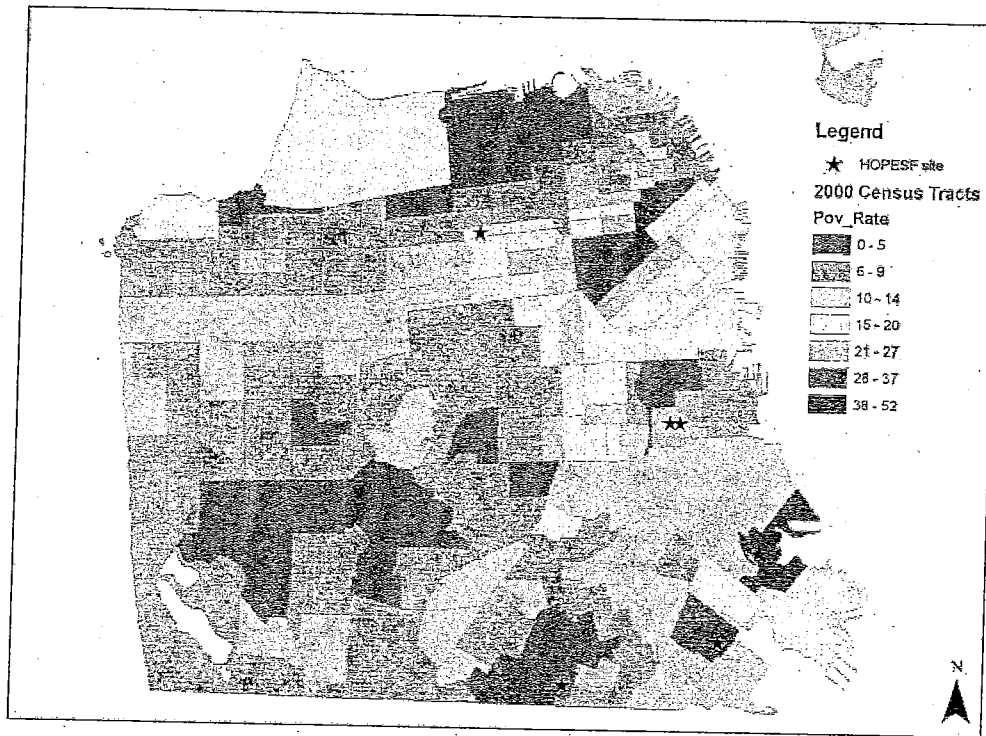 Legend
HOPESF site
2000 Census Tracts
Pov_Rate
0 - 5
6 - 9
10 - 14
15 - 20
21 - 27
28 - 37
38 - 52
N